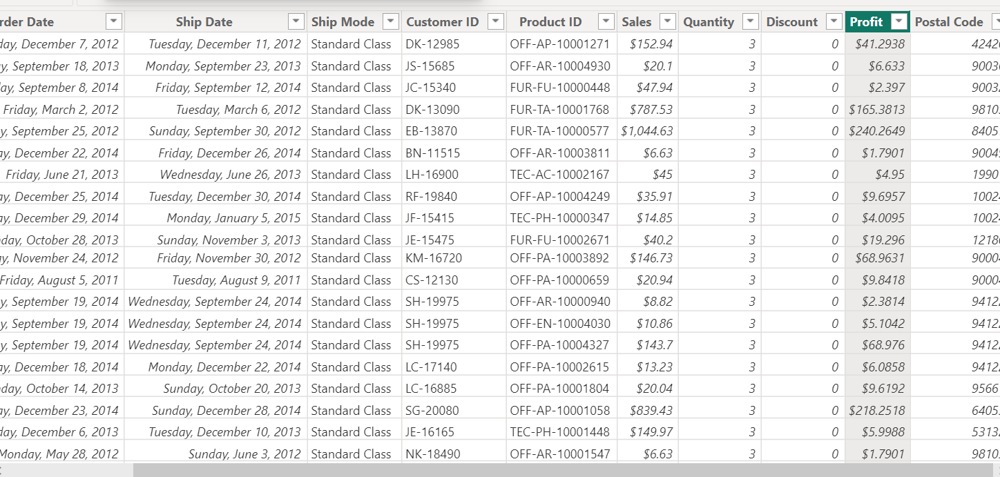 rder Date Ship Date Ship Mode Customer ID Product ID Sales Quantity Discount Profit Postal Code
day, December 7, 2012 Tuesday, December 11, 2012 Standard Class DK-12985 OFF-AP-10001271 $152.94 3 0 $41.2938 4242
y, September 18, 2013 Monday, September 23, 2013 Standard Class JS-15685 OFF-AR-10004930 $20.1 3 0 $6.633 9003
ay, September 8, 2014 Friday, September 12, 2014 Standard Class JC-15340 FUR-FU-10000448 $47.94 3 0 $2.397 9003
Friday, March 2, 2012 Tuesday, March 6, 2012 Standard Class DK-13090 FUR-TA-10001768 $787.53 3 0 $165.3813 9810
y, September 25, 2012 Sunday, September 30, 2012 Standard Class EB-13870 FUR-TA-10000577 $1,044.63 3 0 $240.2649 8405
ay, December 22, 2014 Friday, December 26, 2014 Standard Class BN-11515 OFF-AR-10003811 $6.63 3 0 $1.7901 9004
Friday, June 21, 2013 Wednesday, June 26, 2013 Standard Class LH-16900 TEC-AC-10002167 $45 3 0 $4.95 1990
ay, December 25, 2014 Tuesday, December 30, 2014 Standard Class RF-19840 OFF-AP-10004249 $35.91 3 0 $9.6957 1002
ay, December 29, 2014 Monday, January 5, 2015 Standard Class JF-15415 TEC-PH-10000347 $14.85 3 0 $4.0095 1002
day, October 28, 2013 Sunday, November 3, 2013 Standard Class JE-15475 FUR-FU-10002671 $40.2 3 0 $19.296 1218
y, November 24, 2012 Friday, November 30, 2012 Standard Class KM-16720 OFF-PA-10003892 $146.73 3 0 $68.9631 9000
Friday, August 5, 2011 Tuesday, August 9, 2011 Standard Class CS-12130 OFF-PA-10000659 $20.94 3 0 $9.8418 9000
y, September 19, 2014 Wednesday, September 24, 2014 Standard Class SH-19975 OFF-AR-10000940 $8.82 3 0 $2.3814 9412
y, September 19, 2014 Wednesday, September 24, 2014 Standard Class SH-19975 OFF-EN-10004030 $10.86 3 0 $5.1042 9412
y, September 19, 2014 Wednesday, September 24, 2014 Standard Class SH-19975 OFF-PA-10004327 $143.7 3 0 $68.976 9412
ay, December 18, 2014 Monday, December 22, 2014 Standard Class LC-17140 OFF-PA-10002615 $13.23 3 0 $6.0858 9412
day, October 14, 2013 Sunday, October 20, 2013 Standard Class LC-16885 OFF-PA-10001804 $20.04 3 0 $9.6192 9566
ay, December 23, 2014 Sunday, December 28, 2014 Standard Class SG-20080 OFF-AP-10001058 $839.43 3 0 $218.2518 6405
day, December 6, 2013 Tuesday, December 10, 2013 Standard Class JE-16165 TEC-PH-10001448 $149.97 3 0 $5.9988 5313
Monday, May 28, 2012 Sunday, June 3, 2012 Standard Class NK-18490 OFF-AR-10001547 $6.63 3 0 $1.7901 9810